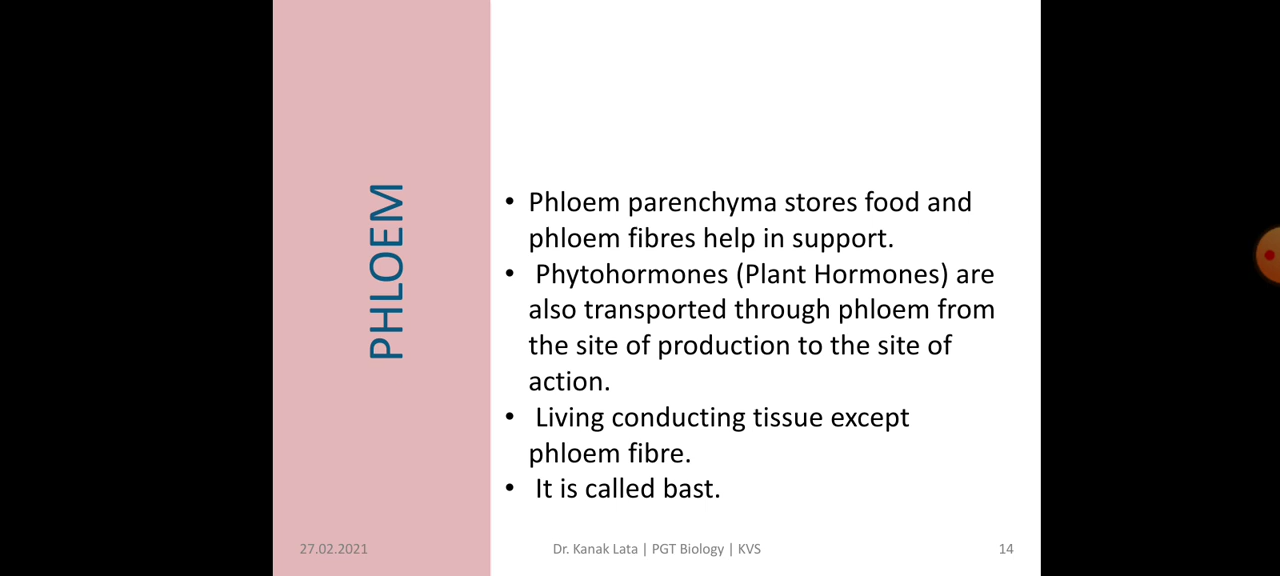 PHLOEM
• Phloem parenchyma stores food and
phloem fibres help in support.
• Phytohormones (Plant Hormones) are
also transported through phloem from
the site of production to the site of
action.
• Living conducting tissue except
phloem fibre.
• It is called bast.
27.02.2021
Dr. Kanak Lata | PGT Biology | KVS
14